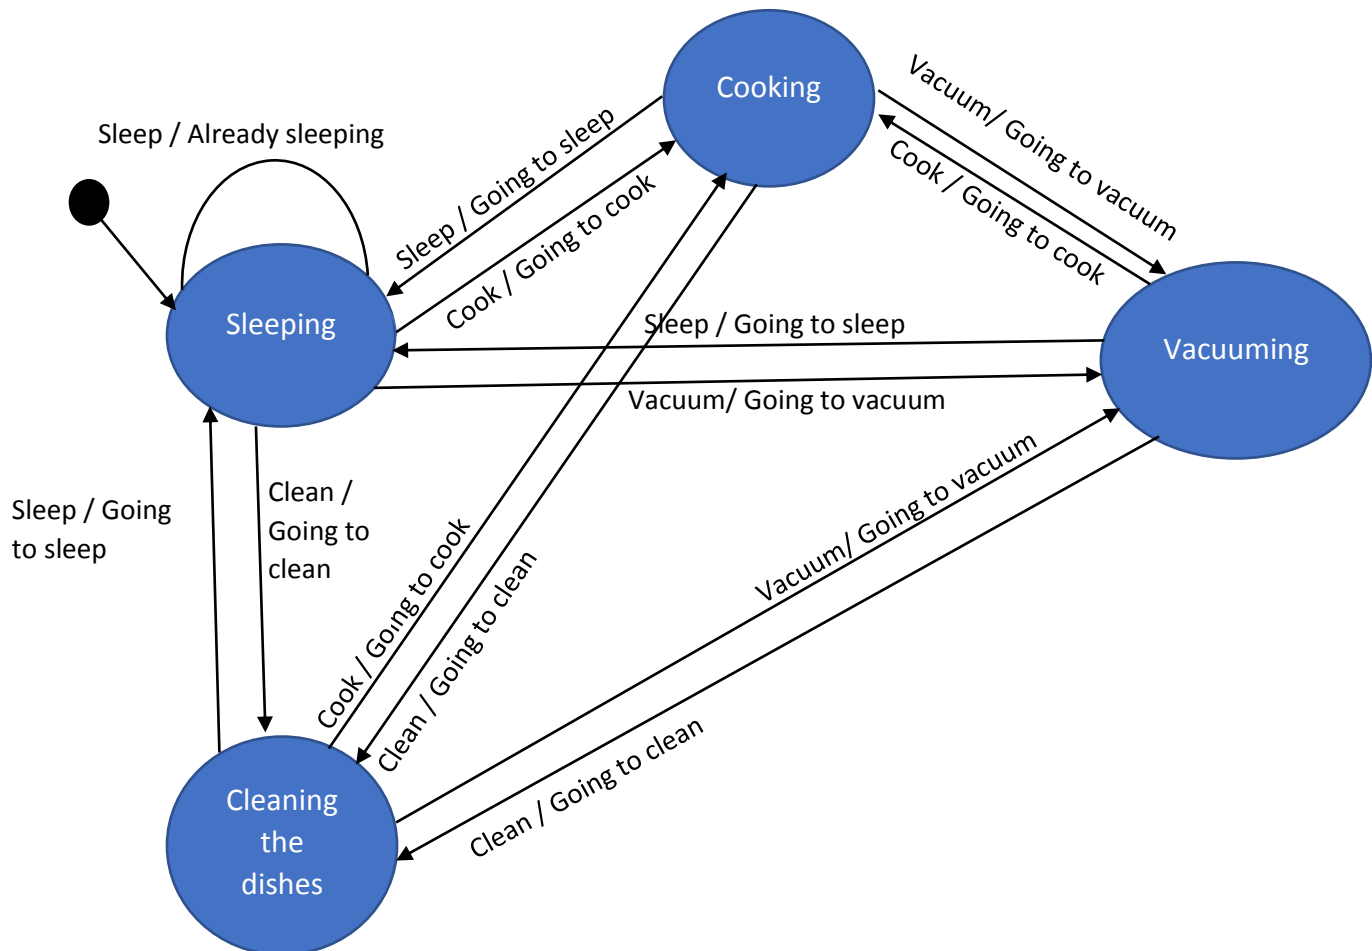 Cooking
Vacuum/ Going to vacuum
Sleep / Already sleeping
Sleep / Going to sleep
Cook / Going to cook
Cook / Going to cook
Sleeping
Sleep / Going to sleep
Vacuuming
Vacuum/ Going to vacuum
Sleep / Going
to sleep
Clean /
Going to
clean
Cook / Going to cook
Clean / Going to clean
Vacuum/ Going to vacuum
Clean / Going to clean
Cleaning
the
dishes